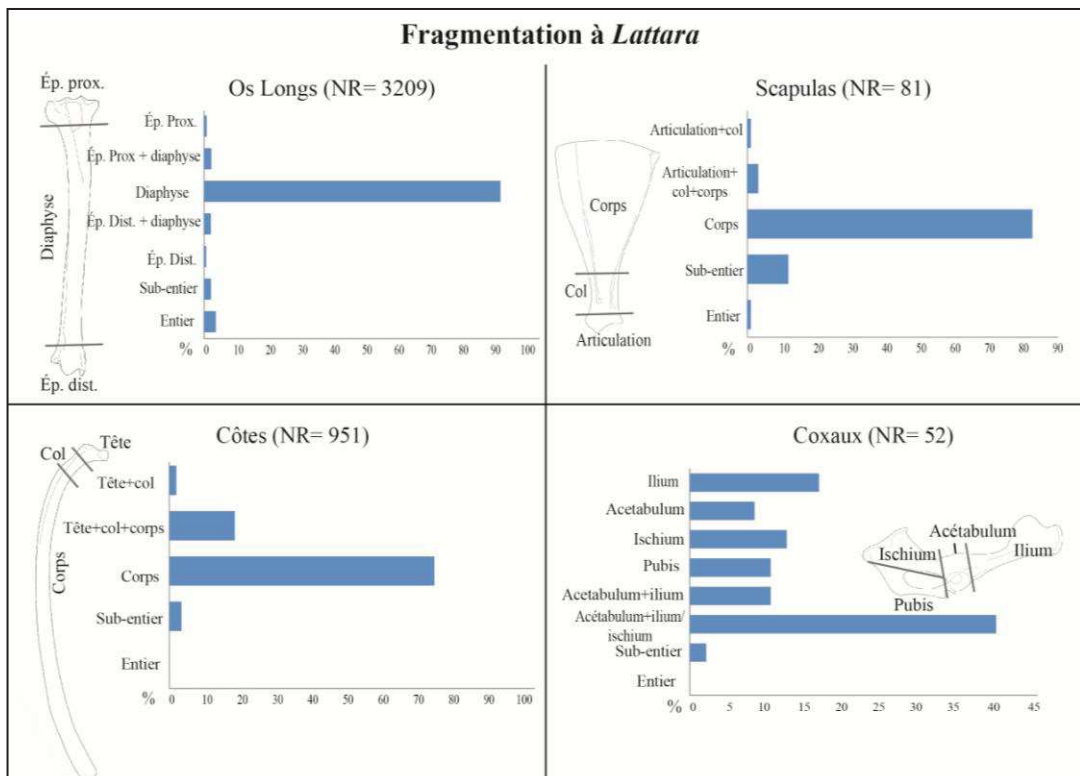 Fragmentation à Lattara
Os Longs (NR= 3209)
Ép. prox.
Diaphyse
Ép. dist.
Ép. Prox.
Ép. Prox + diaphyse
Diaphyse
Ép. Dist. + diaphyse
Ép. Dist.
Sub-entier
Entier
% 0 10 20 30 40 50 60 70 80 90 100
Scapulas (NR= 81)
Corps
Col
Articulation
Articulation+col
Articulation+
col+corps
Corps
Sub-entier
Entier
% 0 10 20 30 40 50 60 70 80 90
Côtes (NR= 951)
Tête
Col
Corps
Tête+col
Tête+col+corps
Corps
Sub-entier
Entier
% 0 10 20 30 40 50 60 70 80 90 100
Coxaux (NR= 52)
Ilium
Acetabulum
Ischium
Pubis
Acetabulum+ilium
Acétabulum+ilium/
ischium
Sub-entier
Entier
% 0 5 10 15 20 25 30 35 40 45
Acétabulum
Ischium
Ilium
Pubis